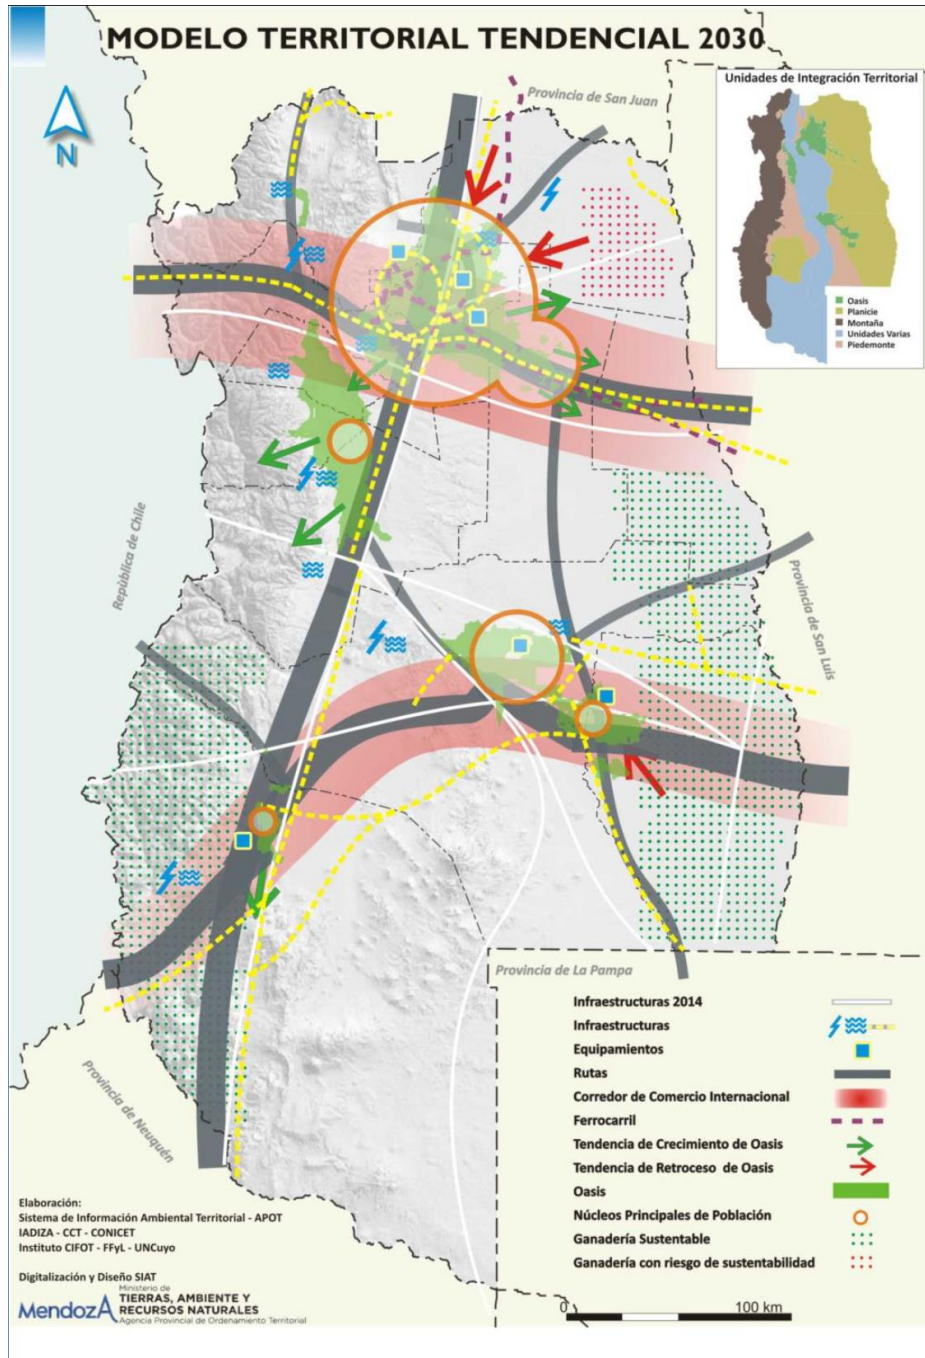 MODELO TERRITORIAL TENDENCIAL 2030
Unidades de Integración Territorial
Oasis
Planicie
Montaña
Unidades Varias
Piedemonte
N
Provincia de San Juan
Repùblica de Chile
Provincia de San Luis
Provincia de La Pampa
Provincia de Neuquén
Infraestructuras 2014
Infraestructuras
Equipamientos
Rutas
Corredor de Comercio Internacional
Ferrocarril
Tendencia de Crecimiento de Oasis
Tendencia de Retroceso de Oasis
Oasis
Núcleos Principales de Población
Ganadería Sustentable
Ganadería con riesgo de sustentabilidad
0 100 km
Elaboración:
Sistema de Información Ambiental Territorial - APOT
IADIZA - CCT - CONICET
Instituto CIFOT - FFyL - UNCuyo
Digitalización y Diseño SIAT
MendozA
Ministerio de
TIERRAS, AMBIENTE Y
RECURSOS NATURALES
Agencia Provincial de Ordenamiento Territorial